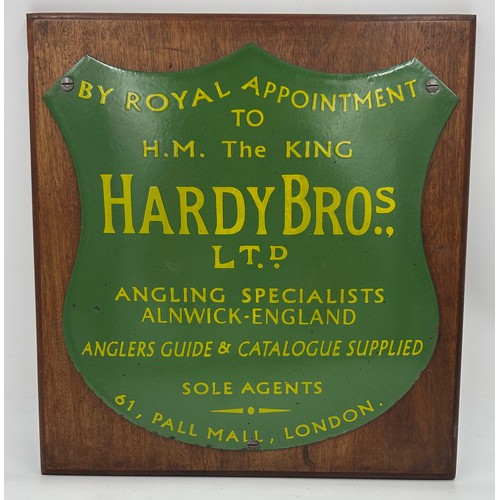 BY ROYAL APPOINTMENT
TO
H.M. The KING
HARDY BROS.,
LTD.
ANGLING SPECIALISTS
ALNWICK-ENGLAND
ANGLERS GUIDE & CATALOGUE SUPPLIED
SOLE AGENTS
61, PALL MALL, LONDON.